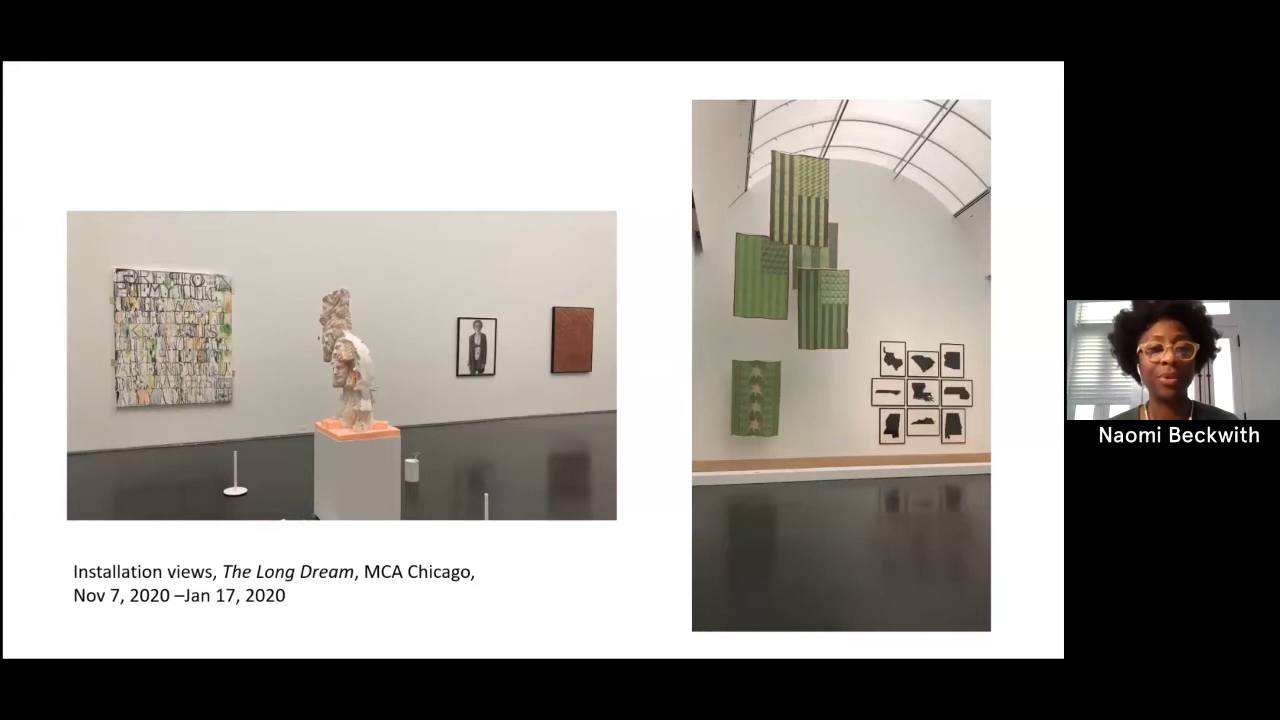 Installation views, The Long Dream, MCA Chicago,
Nov 7, 2020 –Jan 17, 2020
Naomi Beckwith